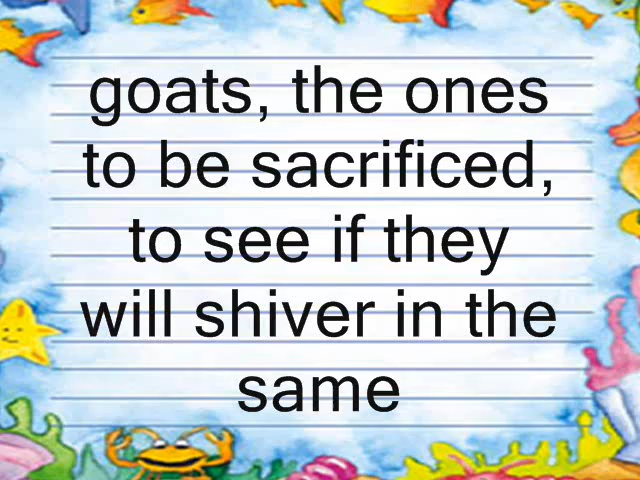 goats, the ones
to be sacrificed,
to see if they
will shiver in the
same